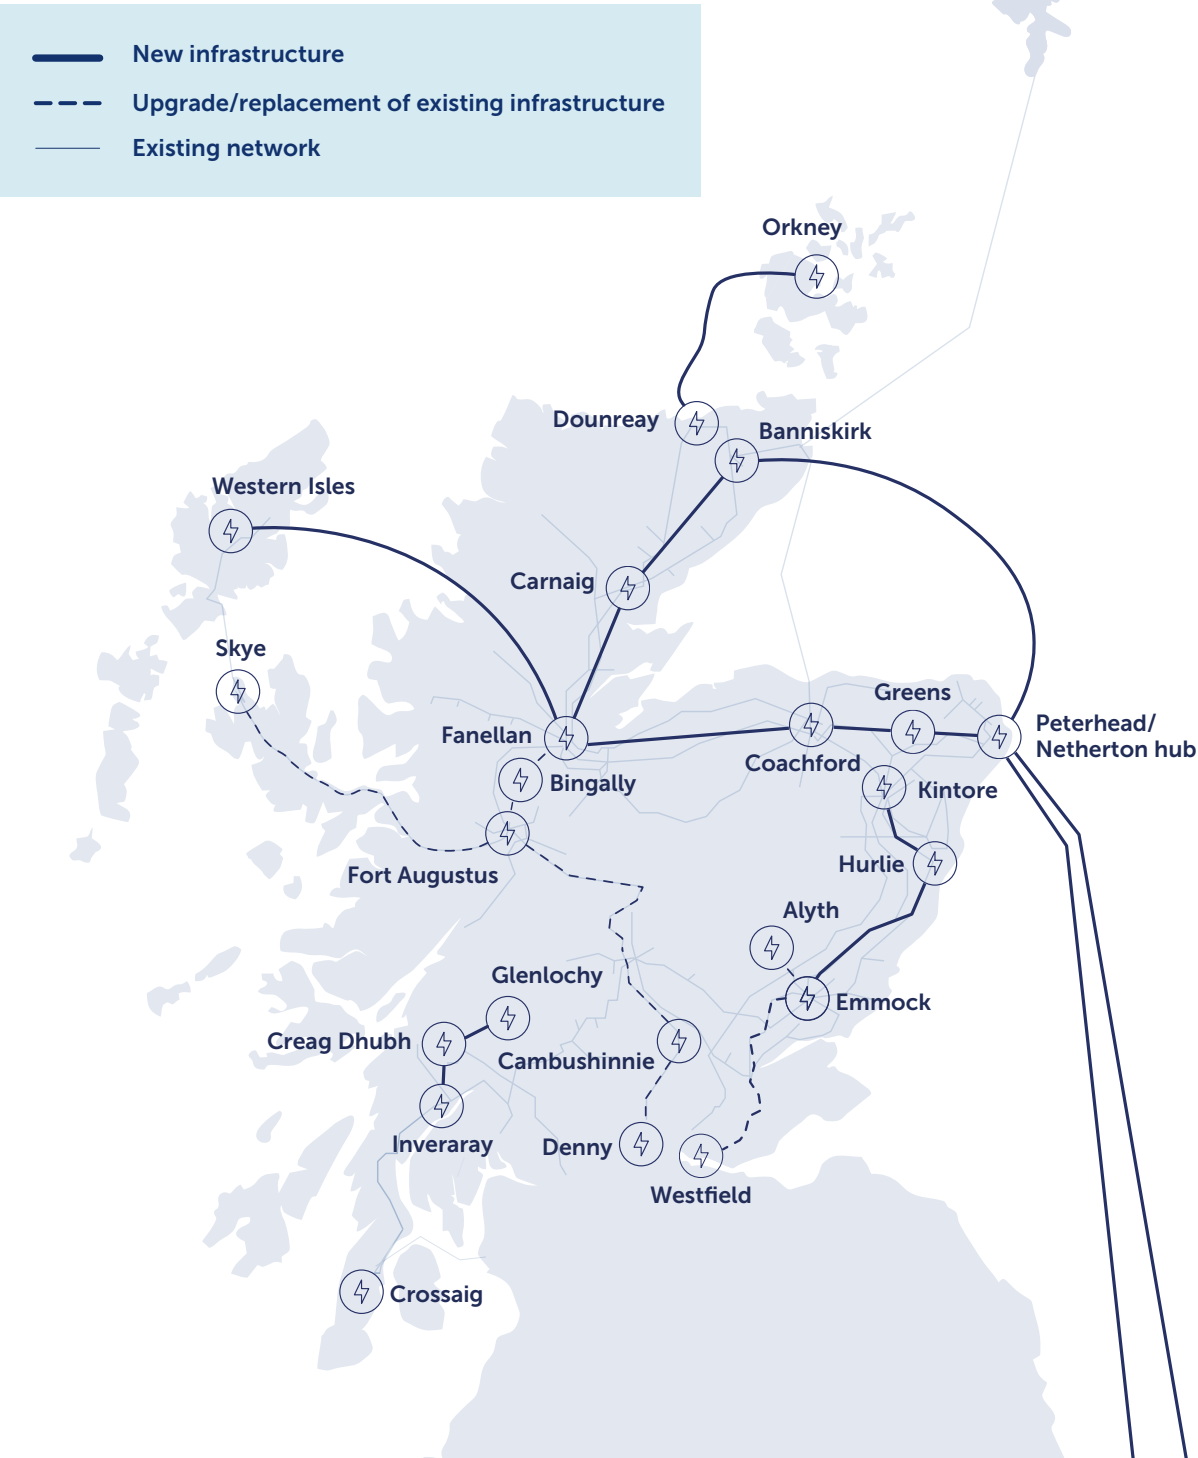 New infrastructure
Upgrade/replacement of existing infrastructure
Existing network
Orkney
Dounreay
Banniskirk
Western Isles
Carnaig
Skye
Greens
Fanellan
Peterhead/
Netherton hub
Coachford
Bingally
Kintore
Hurlie
Fort Augustus
Alyth
Glenlochy
Emmock
Creag Dhubh
Cambushinnie
Inveraray
Denny
Westfield
Crossaig